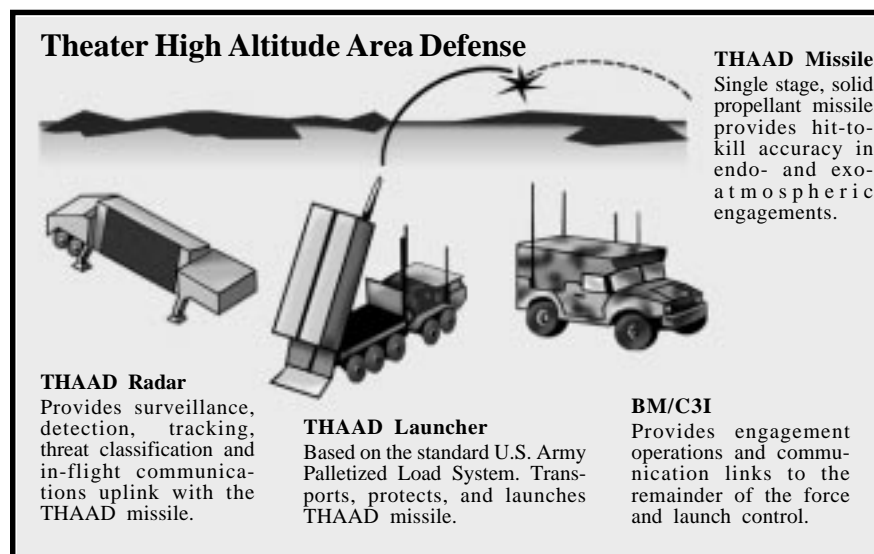 Theater High Altitude Area Defense
THAAD Missile
Single stage, solid
propellant missile
provides hit-to-
kill accuracy in
endo- and exo-
atmospheric
engagements.
THAAD Radar
Provides surveillance,
detection, tracking,
threat classification and
in-flight communica-
tions uplink with the
THAAD missile.
THAAD Launcher
Based on the standard U.S. Army
Palletized Load System. Trans-
ports, protects, and launches
THAAD missile.
BM/C3I
Provides engagement
operations and commu-
nication links to the
remainder of the force
and launch control.